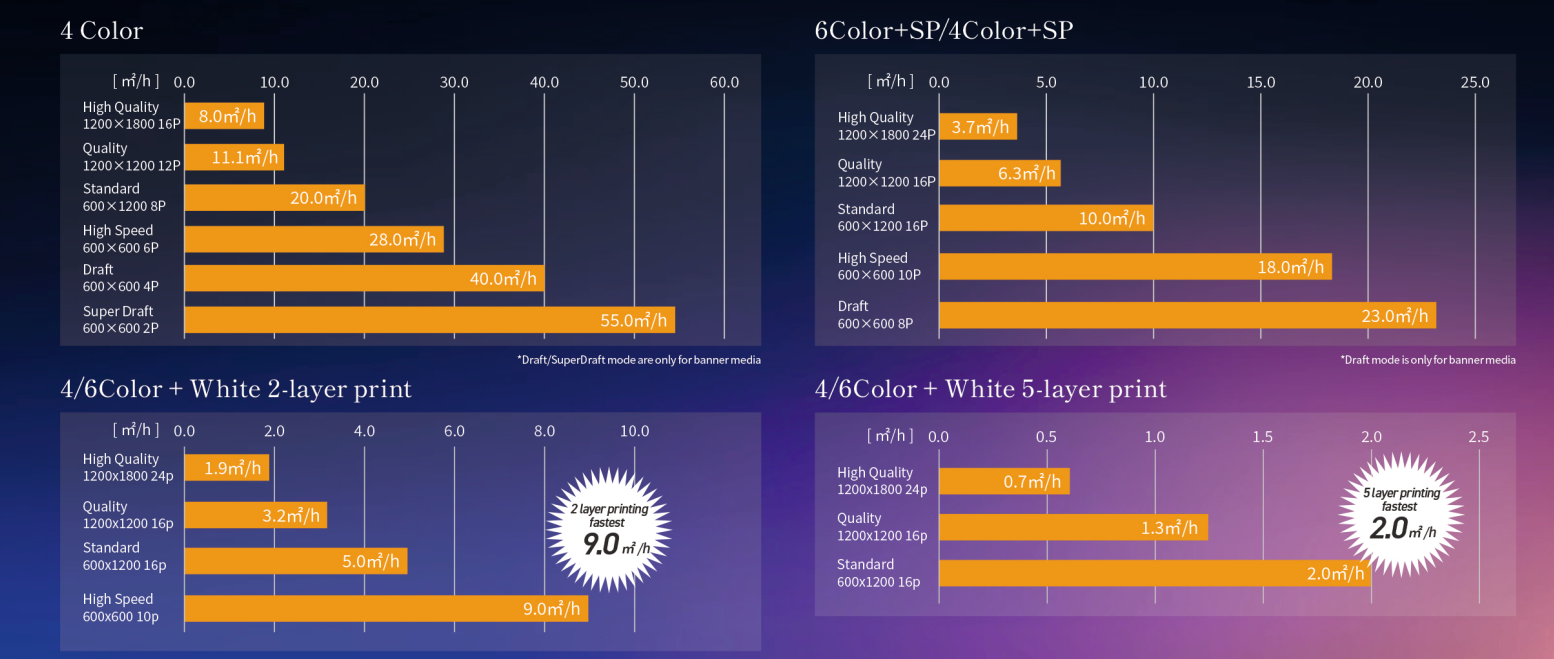 4 Color
[㎡/h] 0.0 10.0 20.0 30.0 40.0 50.0 60.0
High Quality
1200×1800 16P
8.0㎡/h
Quality
1200×1200 12P
11.1㎡/h
Standard
600×1200 8P
20.0㎡/h
High Speed
600×600 6P
28.0㎡/h
Draft
600×600 4P
40.0㎡/h
Super Draft
600×600 2P
55.0㎡/h
*Draft/SuperDraft mode are only for banner media
6Color+SP/4Color+SP
[㎡/h] 0.0 5.0 10.0 15.0 20.0 25.0
High Quality
1200×1800 24P
3.7㎡/h
Quality
1200×1200 16P
6.3㎡/h
Standard
600×1200 16P
10.0㎡/h
High Speed
600×600 10P
18.0㎡/h
Draft
600×600 8P
23.0㎡/h
*Draft mode is only for banner media
4/6Color + White 2-layer print
[㎡/h] 0.0 2.0 4.0 6.0 8.0 10.0
High Quality
1200x1800 24p
1.9㎡/h
Quality
1200x1200 16p
3.2㎡/h
Standard
600x1200 16p
5.0㎡/h
High Speed
600x600 10p
9.0㎡/h
2 layer printing
fastest
9.0 ㎡/h
4/6Color + White 5-layer print
[㎡/h] 0.0 0.5 1.0 1.5 2.0 2.5
High Quality
1200x1800 24p
0.7㎡/h
Quality
1200x1200 16p
1.3㎡/h
Standard
600x1200 16p
2.0㎡/h
5 layer printing
fastest
2.0 ㎡/h